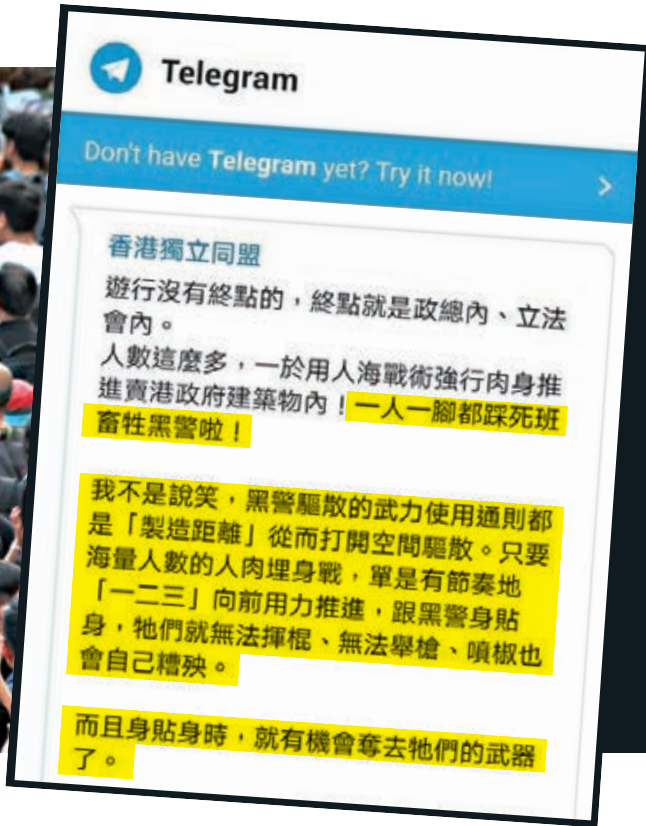 Telegram
Don't have Telegram yet? Try it now!
香港獨立同盟
遊行沒有終點的，終點就是政總內、立法
會內。
人數這麼多，一於用人海戰術強行肉身推
進賣港政府建築物內！一人一腳都踩死班
畜牲黑警啦！
我不是說笑，黑警驅散的武力使用通則都
是「製造距離」從而打開空間驅散。只要
海量人數的人肉埋身戰，單是有節奏地
「一二三」向前用力推進，跟黑警身貼
身，牠們就無法揮棍、無法舉槍、噴椒也
會自己糟殃。
而且身貼身時，就有機會奪去牠們的武器
了。